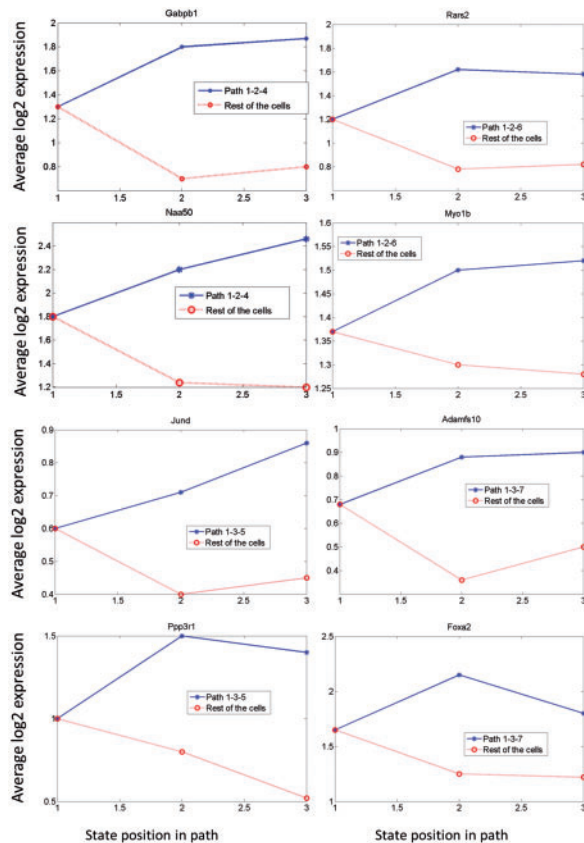 Gabpb1
Average log2 expression
2
1.8
1.6
1.4
1.2
1
0.8
1
1.5
2
2.5
3
Path 1-2-4
Rest of the cells
Rars2
2
1.8
1.6
1.4
1.2
1
0.8
1
1.5
2
2.5
3
Path 1-2-6
Rest of the cells
Naa50
Average log2 expression
2.4
2.2
2
1.8
1.6
1.4
1.2
1
1.5
2
2.5
3
Path 1-2-4
Rest of the cells
Myo1b
1.6
1.55
1.5
1.45
1.4
1.35
1.3
1.25
1
1.5
2
2.5
3
Path 1-2-6
Rest of the cells
Jund
Average log2 expression
0.9
0.8
0.7
0.6
0.5
0.4
1
1.5
2
2.5
3
Path 1-3-5
Rest of the cells
Adamfs10
1
0.9
0.8
0.7
0.6
0.5
0.4
1
1.5
2
2.5
3
Path 1-3-7
Rest of the cells
Ppp3r1
Average log2 expression
1.5
1
0.5
1
1.5
2
2.5
3
Path 1-3-5
Rest of the cells
Foxa2
2.5
2
1.5
1
1
1.5
2
2.5
3
Path 1-3-7
Rest of the cells
State position in path
State position in path